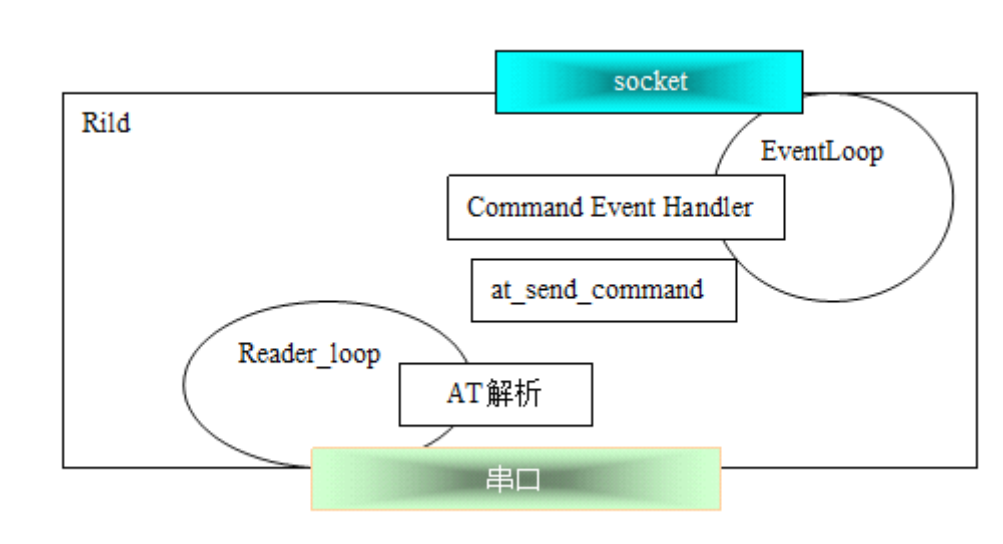 socket
Rild
EventLoop
Command Event Handler
at_send_command
Reader_loop
AT解析
串口